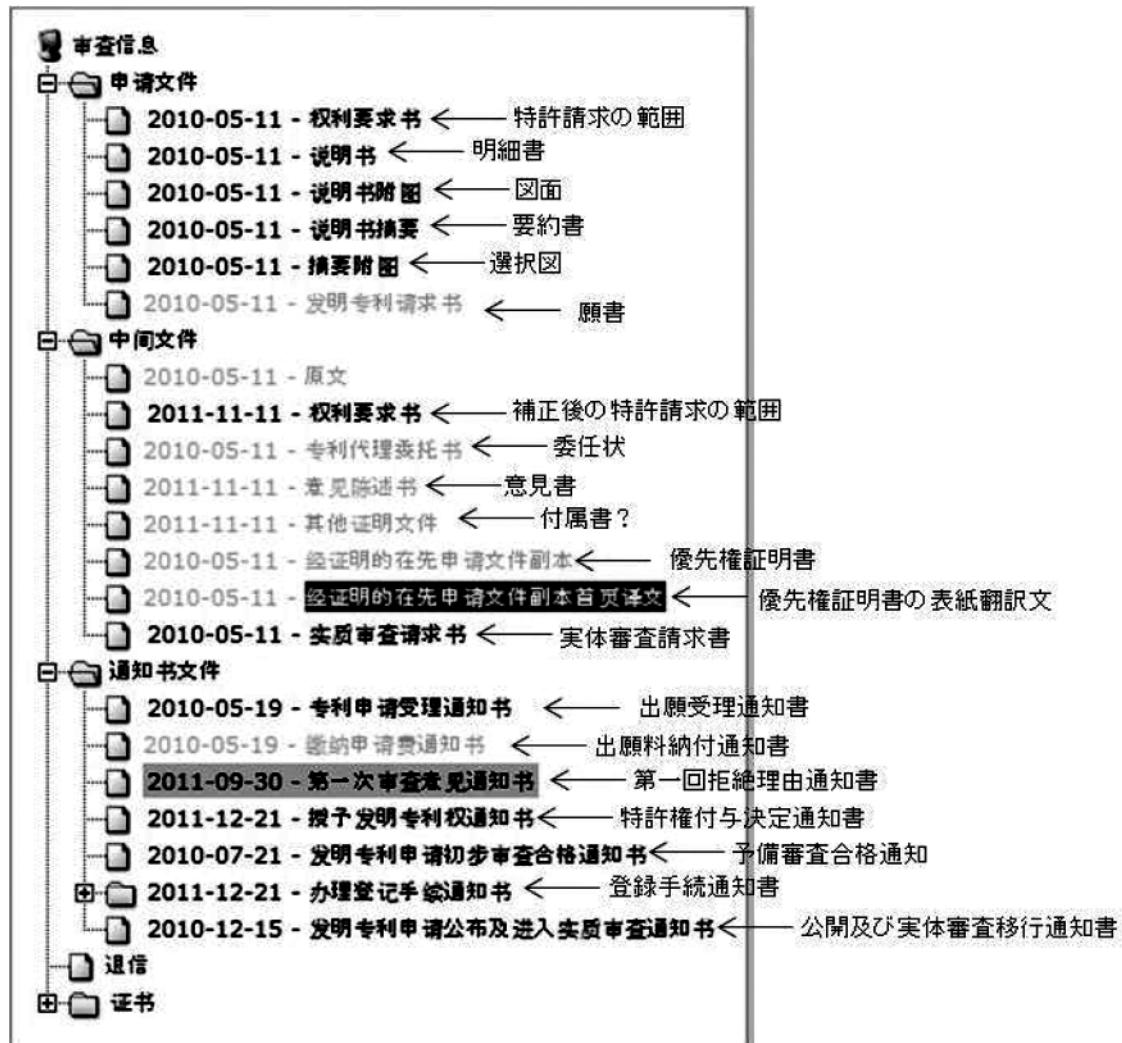 审查信息
申请文件
2010-05-11 - 权利要求书 ← 特許請求の範囲
2010-05-11 - 说明书 ← 明細書
2010-05-11 - 说明书附图 ← 図面
2010-05-11 - 说明书摘要 ← 要約書
2010-05-11 - 摘要附图 ← 選択図
2010-05-11 - 发明专利请求书 ← 願書
中间文件
2010-05-11 - 原文
2011-11-11 - 权利要求书 ← 補正後の特許請求の範囲
2010-05-11 - 专利代理委托书 ← 委任状
2011-11-11 - 意见陈述书 ← 意見書
2011-11-11 - 其他证明文件 ← 付属書？
2010-05-11 - 经证明的在先申请文件副本 ← 優先権証明書
2010-05-11 - 经证明的在先申请文件副本首页译文 ← 優先権証明書の表紙翻訳文
2010-05-11 - 实质审查请求书 ← 実体審査請求書
通知书文件
2010-05-19 - 专利申请受理通知书 ← 出願受理通知書
2010-05-19 - 缴纳申请费通知书 ← 出願料納付通知書
2011-09-30 - 第一次审查意见通知书 ← 第一回拒絶理由通知書
2011-12-21 - 授予发明专利权通知书 ← 特許権付与決定通知書
2010-07-21 - 发明专利申请初步审查合格通知书 ← 予備審査合格通知
2011-12-21 - 办理登记手续通知书 ← 登録手続通知書
2010-12-15 - 发明专利申请公布及进入实质审查通知书 ← 公開及び実体審査移行通知書
退信
证书